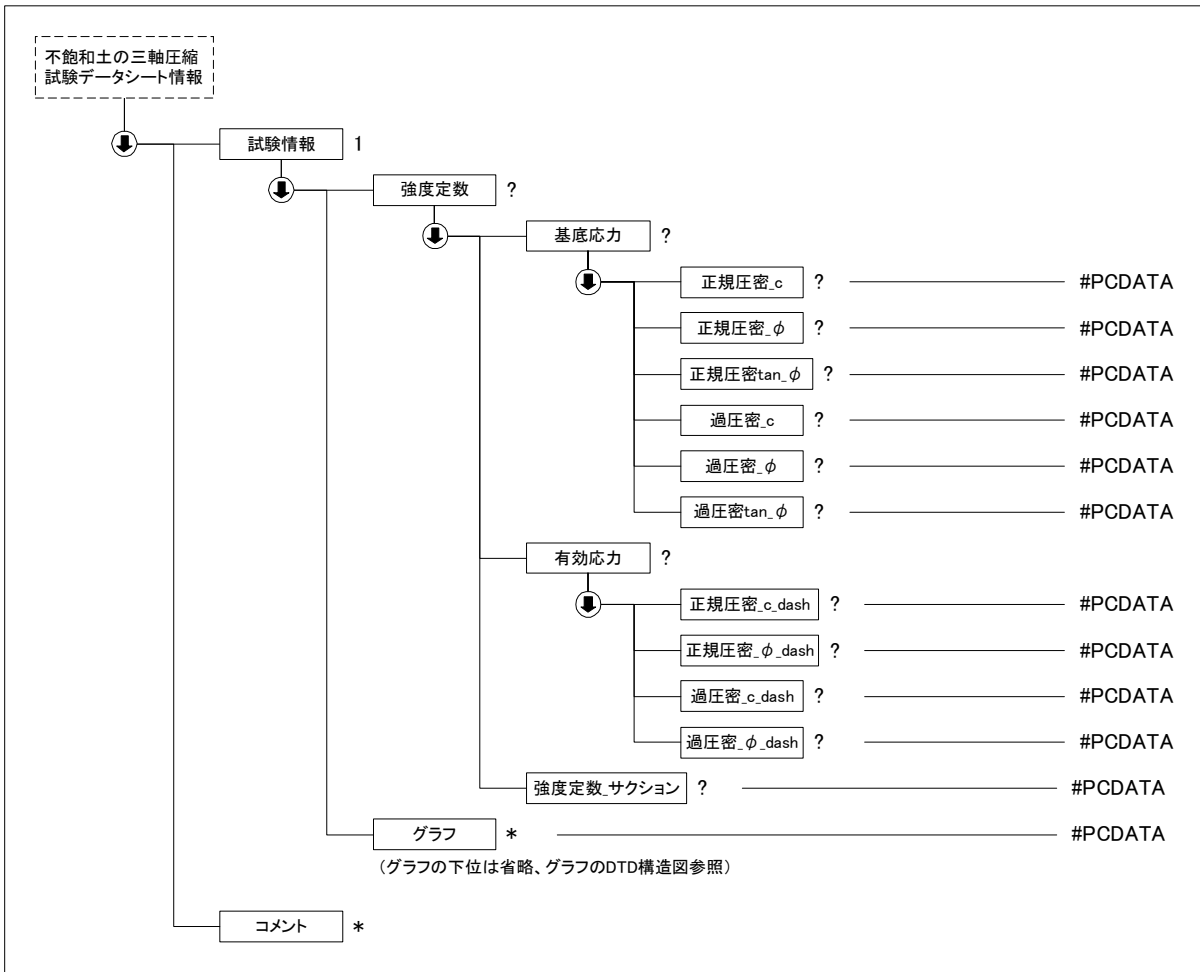 不飽和土の三軸圧縮
試験データシート情報
試験情報 1
強度定数 ?
基底応力 ?
正規圧密_c ? #PCDATA
正規圧密_φ ? #PCDATA
正規圧密tan_φ ? #PCDATA
過圧密_c ? #PCDATA
過圧密_φ ? #PCDATA
過圧密tan_φ ? #PCDATA
有効応力 ?
正規圧密_c_dash ? #PCDATA
正規圧密_φ_dash ? #PCDATA
過圧密_c_dash ? #PCDATA
過圧密_φ_dash ? #PCDATA
強度定数_サクション ? #PCDATA
グラフ * #PCDATA
（グラフの下位は省略、グラフのDTD構造図参照）
コメント *